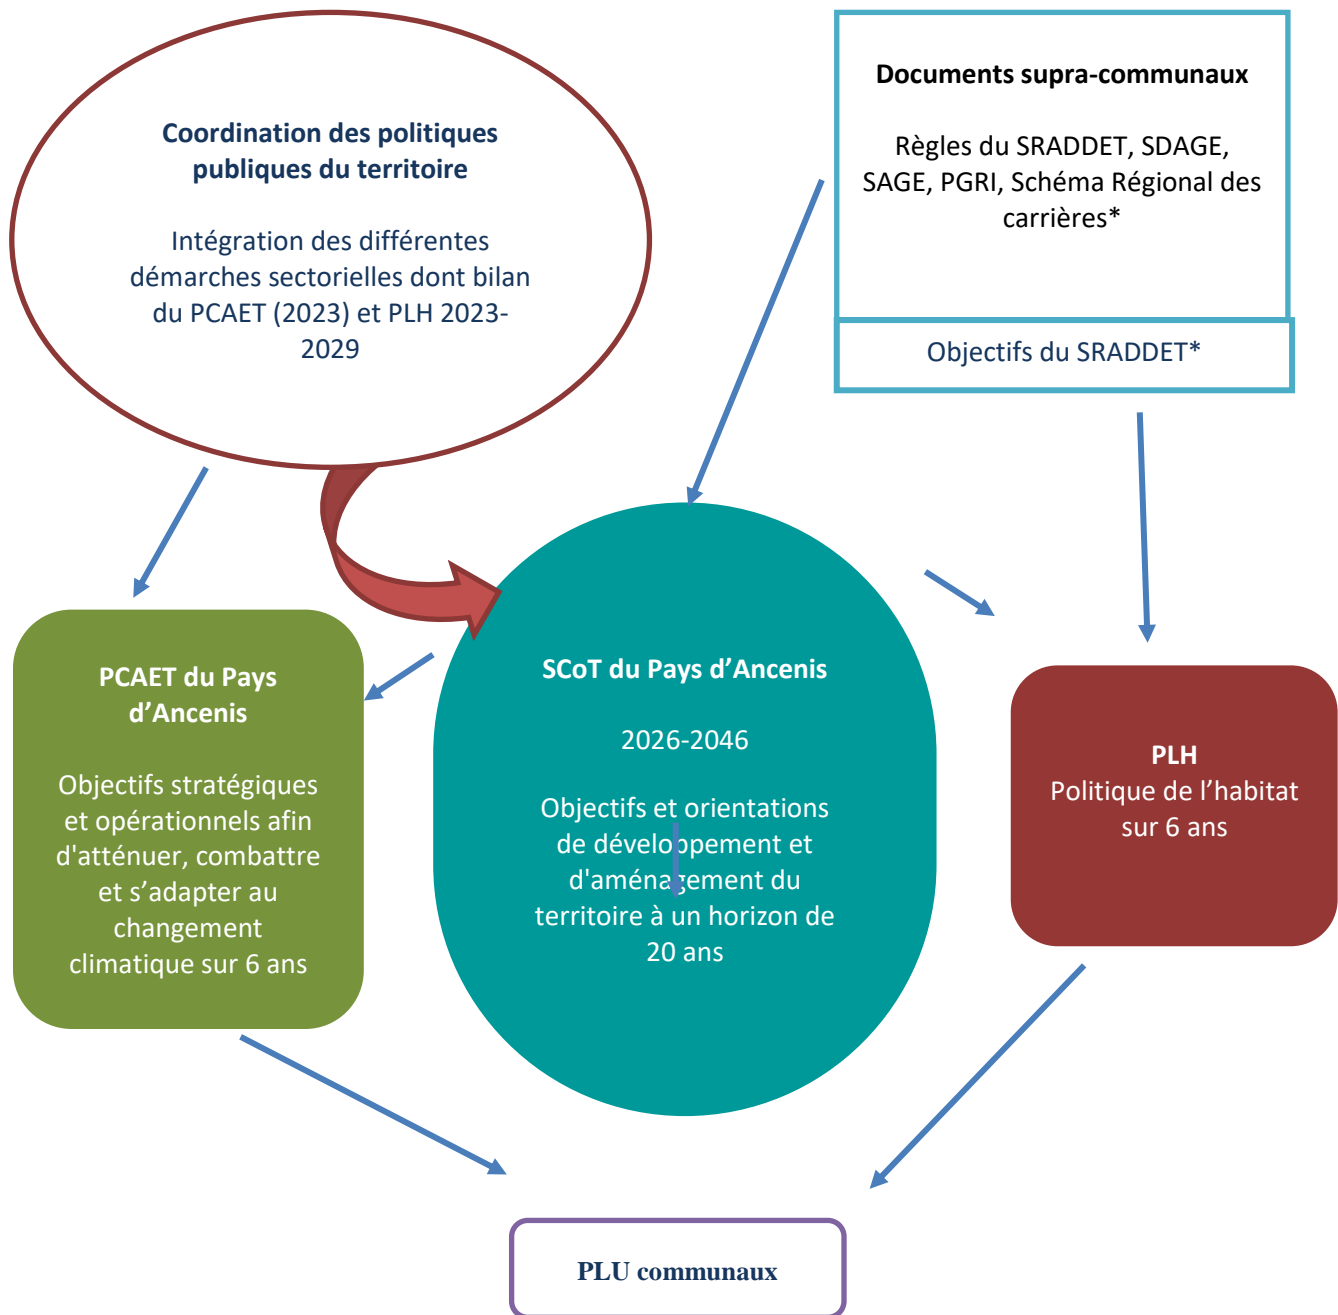 Coordination des politiques
publiques du territoire
Intégration des différentes
démarches sectorielles dont bilan
du PCAET (2023) et PLH 2023-
2029
Documents supra-communaux
Règles du SRADDET, SDAGE,
SAGE, PGRI, Schéma Régional des
carrières*
Objectifs du SRADDET*
PCAET du Pays
d’Ancenis
Objectifs stratégiques
et opérationnels afin
d'atténuer, combattre
et s’adapter au
changement
climatique sur 6 ans
SCoT du Pays d’Ancenis
2026-2046
Objectifs et orientations
de développement et
d'aménagement du
territoire à un horizon de
20 ans
PLH
Politique de l’habitat
sur 6 ans
PLU communaux